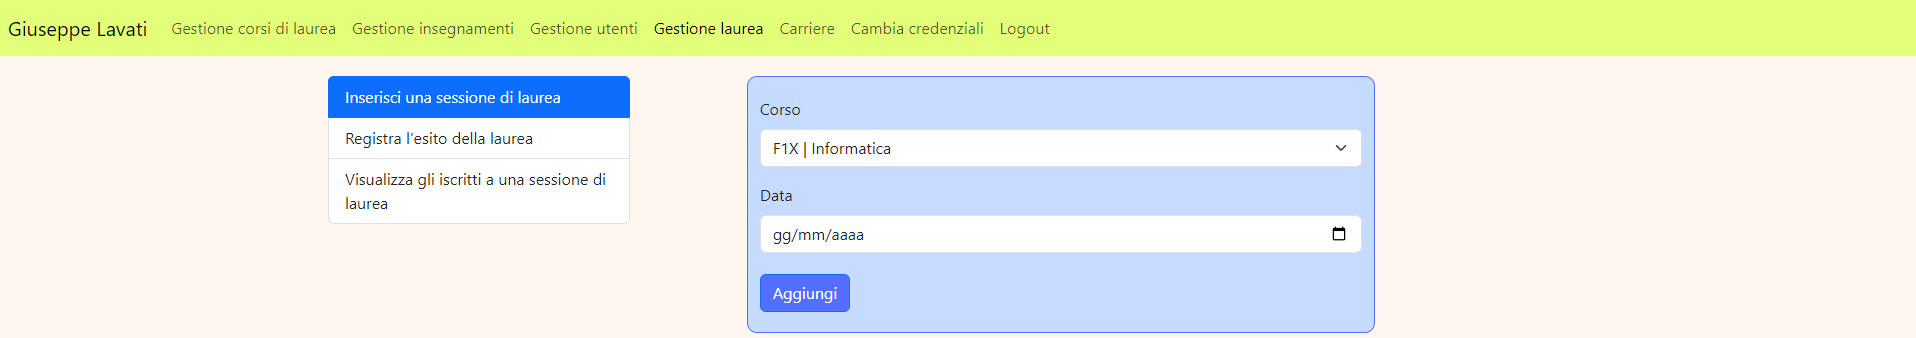 Giuseppe Lavati Gestione corsi di laurea Gestione insegnamenti Gestione utenti Gestione laurea Carriere Cambia credenziali Logout
Inserisci una sessione di laurea
Registra l'esito della laurea
Visualizza gli iscritti a una sessione di
laurea
Corso
F1X | Informatica
Data
gg/mm/aaaa
Aggiungi